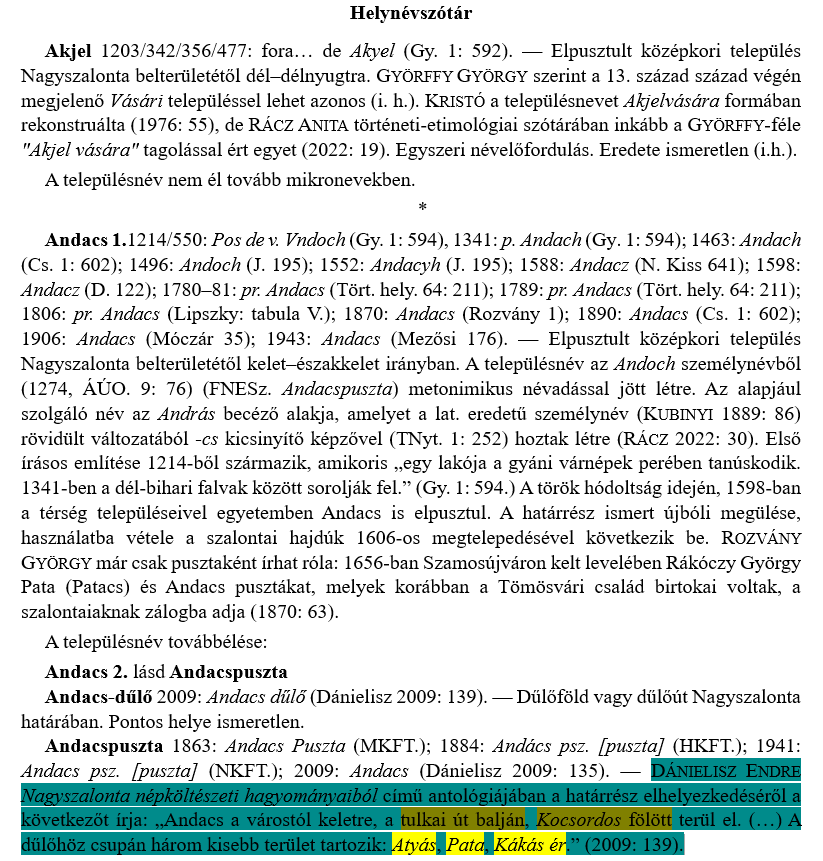 Helynévszótár
Akjel 1203/342/356/477: fora… de Akyel (Gy. 1: 592). — Elpusztult középkori település
Nagyszalonta belterületétől dél–délnyugtra. GYÖRFFY GYÖRGY szerint a 13. század század végén
megjelenő Vásári településsel lehet azonos (i. h.). KRISTÓ a településnevet Akjelvására formában
rekonstruálta (1976: 55), de RÁCZ ANITA történeti-etimológiai szótárában inkább a GYÖRFFY-féle
"Akjel vására" tagolással ért egyet (2022: 19). Egyszeri névelőfordulás. Eredete ismeretlen (i.h.).
A településnév nem él tovább mikronevekben.
*
Andacs 1.1214/550: Pos de v. Vndoch (Gy. 1: 594), 1341: p. Andach (Gy. 1: 594); 1463: Andach
(Cs. 1: 602); 1496: Andoch (J. 195); 1552: Andacyh (J. 195); 1588: Andacz (N. Kiss 641); 1598:
Andacz (D. 122); 1780–81: pr. Andacs (Tört. hely. 64: 211); 1789: pr. Andacs (Tört. hely. 64: 211);
1806: pr. Andacs (Lipszky: tabula V.); 1870: Andacs (Rozvány 1); 1890: Andacs (Cs. 1: 602);
1906: Andacs (Móczár 35); 1943: Andacs (Mezősi 176). — Elpusztult középkori település
Nagyszalonta belterületétől kelet–északkelet irányban. A településnév az Andoch személynévből
(1274, ÁÚO. 9: 76) (FNESz. Andacspuszta) metonimikus névadással jött létre. Az alapjául
szolgáló név az András becéző alakja, amelyet a lat. eredetű személynév (KUBINYI 1889: 86)
rövidült változatából -cs kicsinyítő képzővel (TNyt. 1: 252) hoztak létre (RÁCZ 2022: 30). Első
írásos említése 1214-ből származik, amikoris „egy lakója a gyáni várnépek perében tanúskodik.
1341-ben a dél-bihari falvak között sorolják fel.” (Gy. 1: 594.) A török hódoltság idején, 1598-ban
a térség településeivel egyetemben Andacs is elpusztul. A határrész ismert újbóli megülése,
használatba vétele a szalontai hajdúk 1606-os megtelepedésével következik be. ROZVÁNY
GYÖRGY már csak pusztaként írhat róla: 1656-ban Szamosújváron kelt levelében Rákóczy György
Pata (Patacs) és Andacs pusztákat, melyek korábban a Tömösvári család birtokai voltak, a
szalontaiaknak zálogba adja (1870: 63).
A településnév továbbélése:
Andacs 2. lásd Andacspuszta
Andacs-dűlő 2009: Andacs dűlő (Dánielisz 2009: 139). — Dűlőföld vagy dűlőút Nagyszalonta
határában. Pontos helye ismeretlen.
Andacspuszta 1863: Andacs Puszta (MKFT.); 1884: Andács psz. [puszta] (HKFT.); 1941:
Andacs psz. [puszta] (NKFT.); 2009: Andacs (Dánielisz 2009: 135). — DÁNIELISZ ENDRE
Nagyszalonta népköltészeti hagyományaiból című antológiájában a határrész elhelyezkedéséről a
következőt írja: „Andacs a várostól keletre, a tulkai út balján, Kocsordos fölött terül el. (…) A
dűlőhöz csupán három kisebb terület tartozik: Atyás, Pata, Kákás ér.” (2009: 139).